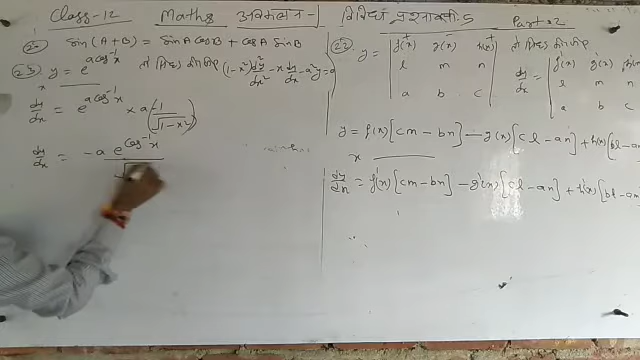 Class-12 Maths अवकलन- विविध प्रश्नावली 5 Part-2
20. sin(A+B) = sinA cosB + cosA sinB
23. y = e^{a cos⁻¹x} तो सिद्ध कीजिए (1-x²) d²y/dx² - x dy/dx - a²y = 0
dy/dx = e^{a cos⁻¹x} × a(-1/√(1-x²))
dy/dx = -a e^{cos⁻¹x} / √
22. y = | f(x) g(x) h(x) | तो सिद्ध कीजिए dy/dx = | f'(x) g'(x) h'(x)
l m n l m n
a b c a b c
y = f(x)[cm - bn] - g(x)[cl - an] + h(x)[bl - am
dy/dx = f'(x)[cm - bn] - g'(x)[cl - an] + h'(x)[bl - am